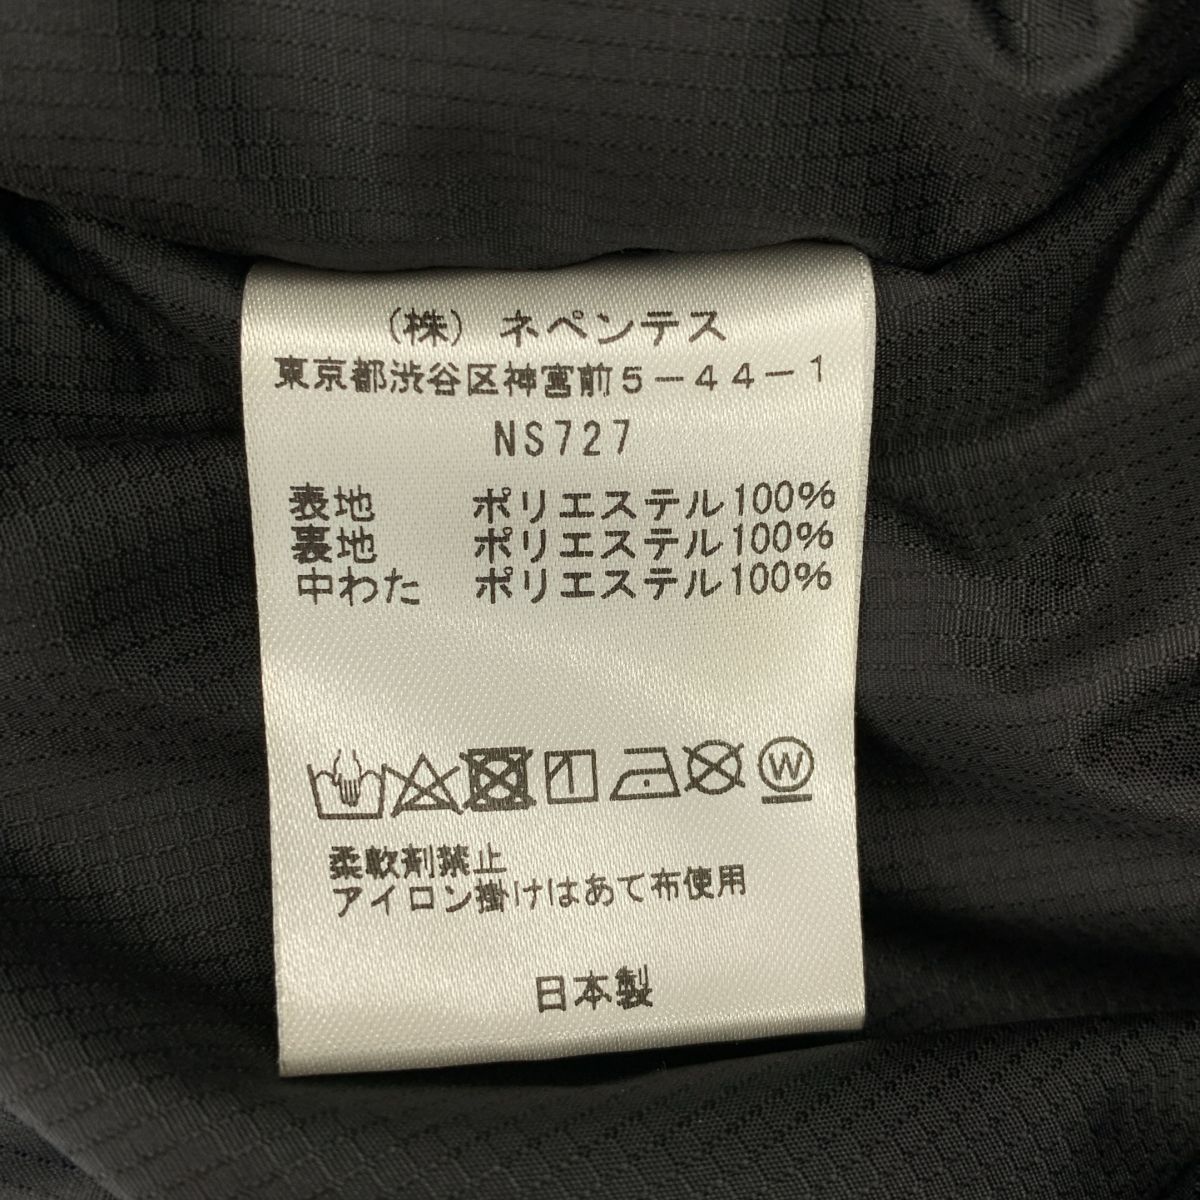 （株）ネペンテス
東京都渋谷区神宮前5－44－1
NS727
表地 ポリエステル100%
裏地 ポリエステル100%
中わた ポリエステル100%
W
柔軟剤禁止
アイロン掛けはあて布使用
日本製